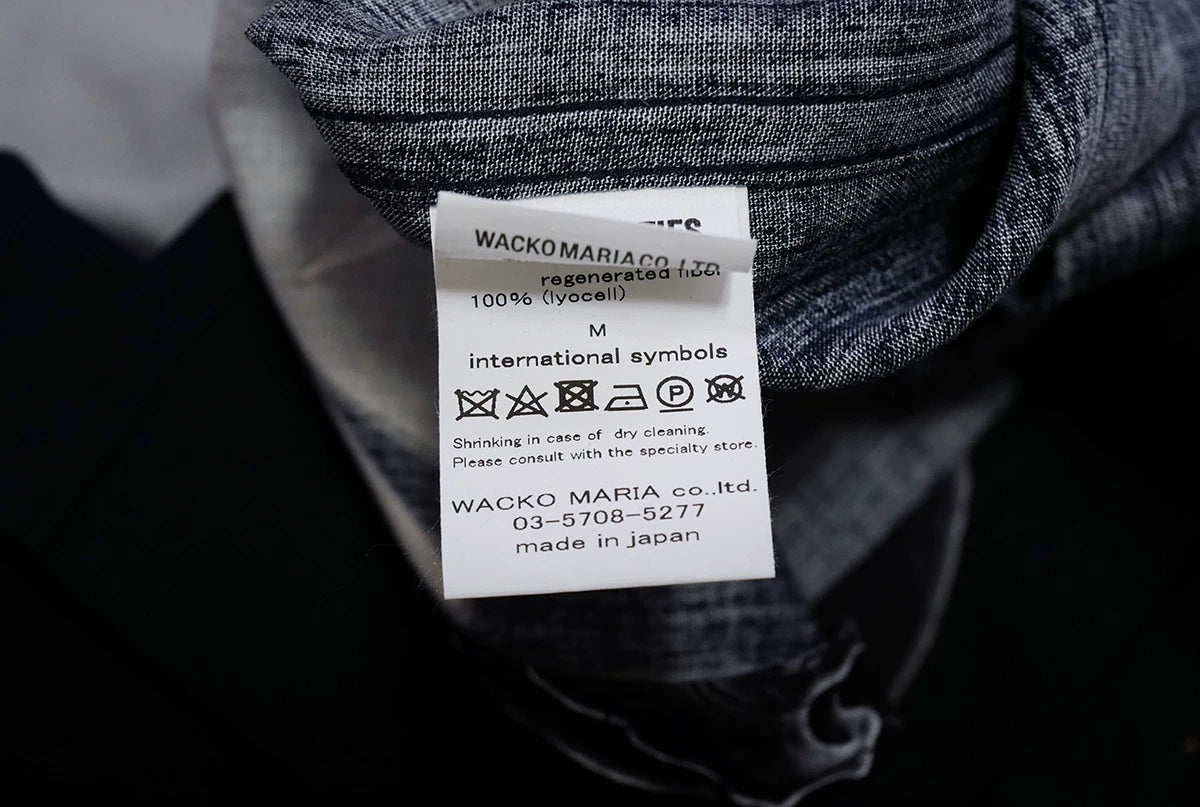 WACKO MARIA CO. LTD
regenerated fiber
100% (lyocell)
M
international symbols
P W
Shrinking in case of dry cleaning.
Please consult with the specialty store.
WACKO MARIA co.,ltd.
03-5708-5277
made in japan